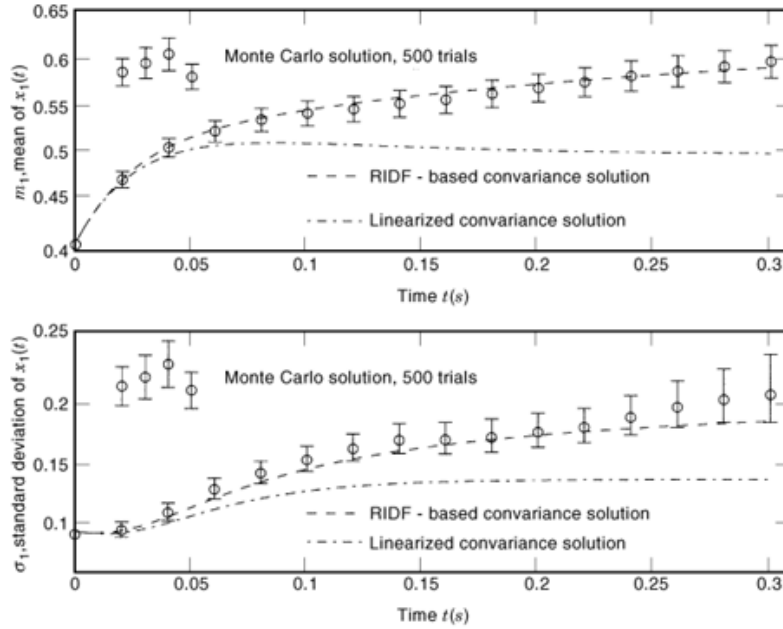 0.65
0.6
Monte Carlo solution, 500 trials
0.55
m1,mean of x1(t)
0.5
RIDF - based convariance solution
0.45
Linearized convariance solution
0.4
0 0.05 0.1 0.15 0.2 0.25 0.3
Time t(s)
0.25
Monte Carlo solution, 500 trials
0.2
σ1,standard deviation of x1(t)
0.15
RIDF - based convariance solution
0.1
Linearized convariance solution
0 0.05 0.1 0.15 0.2 0.25 0.3
Time t(s)